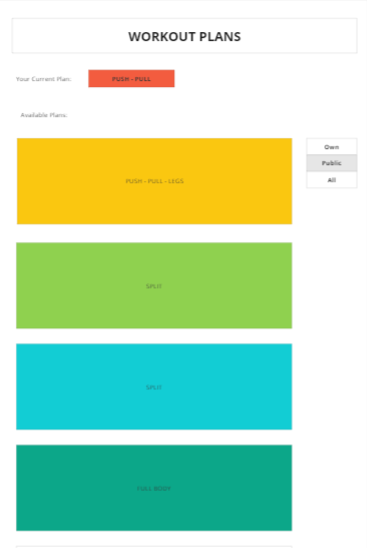 WORKOUT PLANS
Your Current Plan:
PUSH - PULL
Available Plans:
Own
Public
All
PUSH - PULL - LEGS
SPLIT
SPLIT
FULL BODY